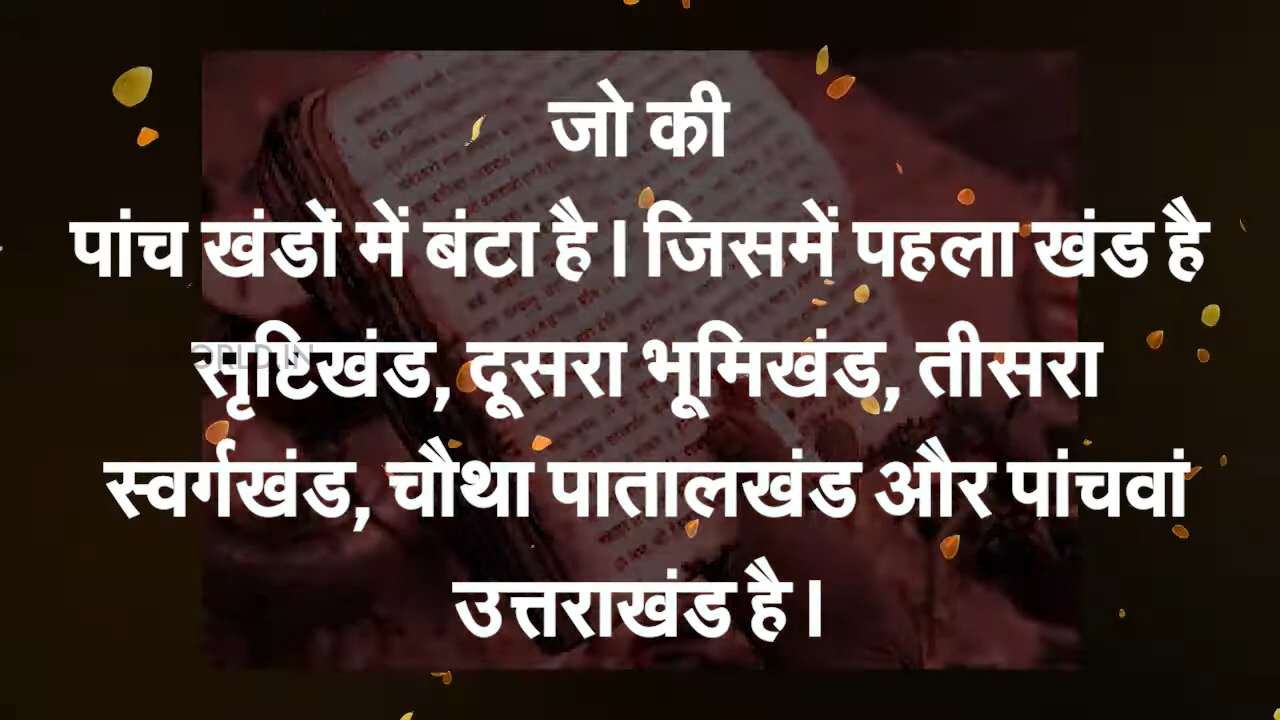 जो की
पांच खंडों में बंटा है । जिसमें पहला खंड है
सृष्टिखंड, दूसरा भूमिखंड, तीसरा
स्वर्गखंड, चौथा पातालखंड और पांचवां
उत्तराखंड है ।